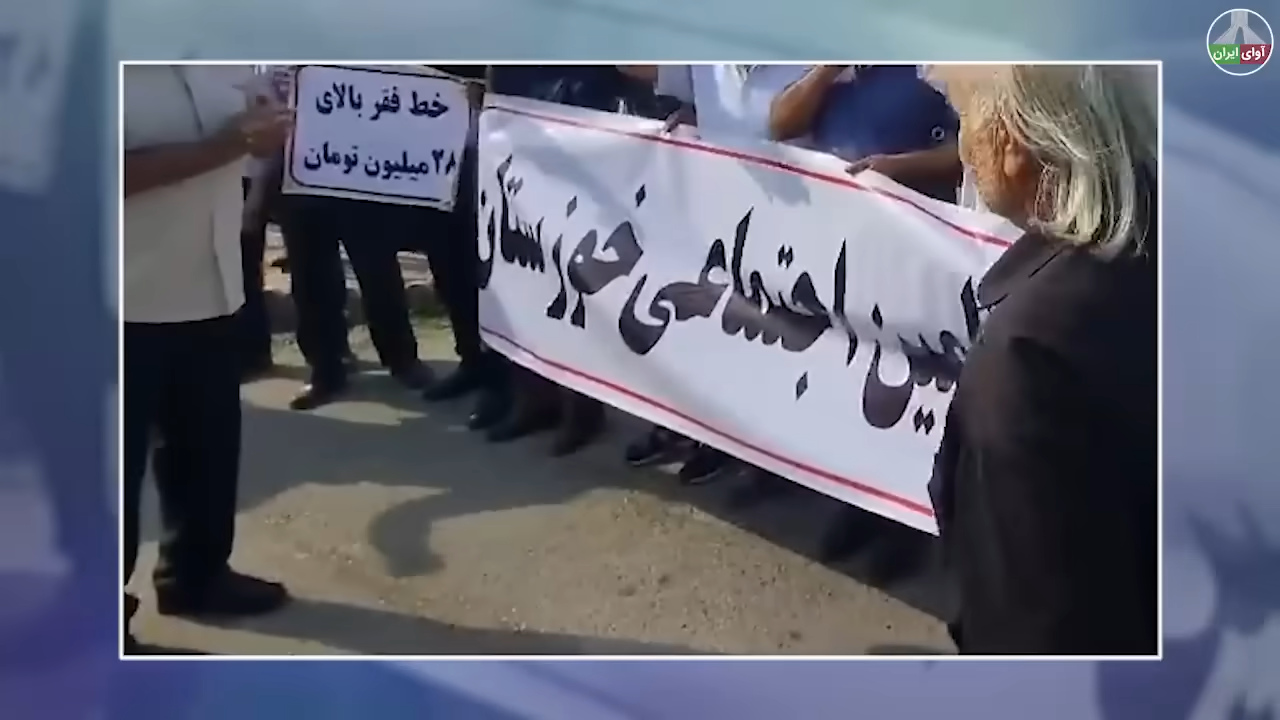 آوای ایران
خط فقر بالای
۲۸ میلیون تومان
اجتماعی خوزستان